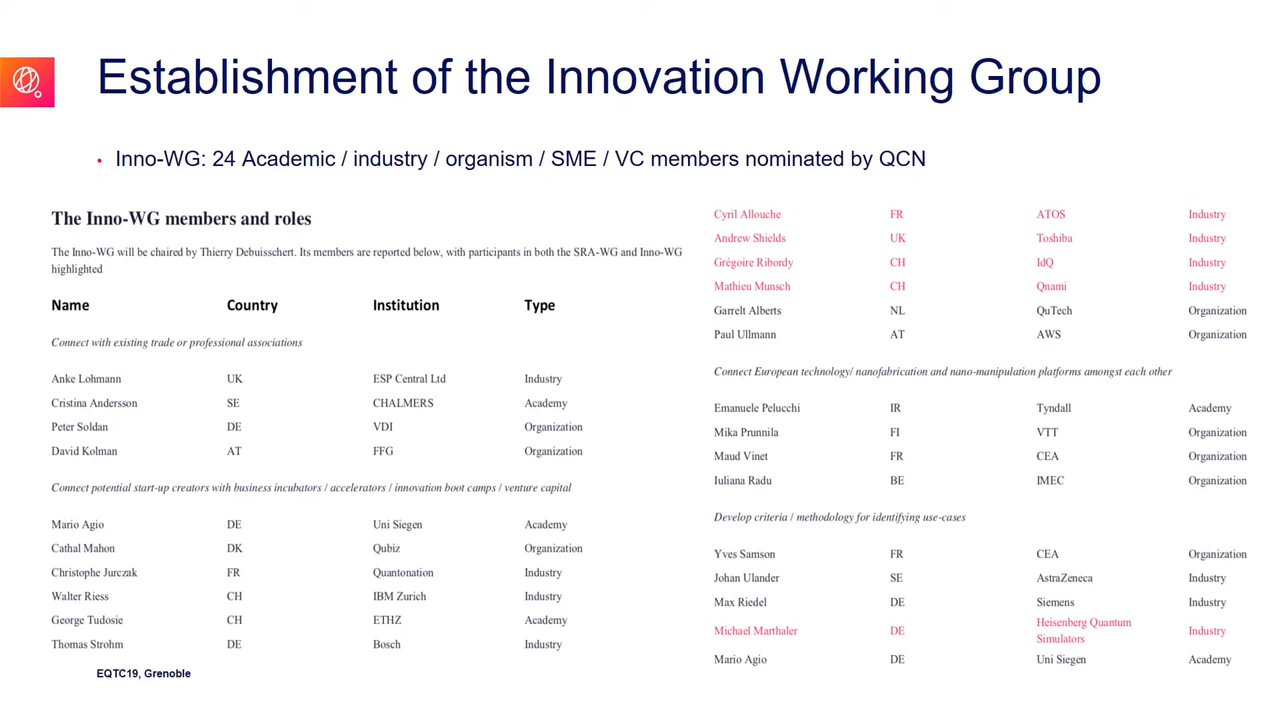 Establishment of the Innovation Working Group
• Inno-WG: 24 Academic / industry / organism / SME / VC members nominated by QCN
The Inno-WG members and roles
The Inno-WG will be chaired by Thierry Debuisschert. Its members are reported below, with participants in both the SRA-WG and Inno-WG
highlighted
Name Country Institution Type
Connect with existing trade or professional associations
Anke Lohmann UK ESP Central Ltd Industry
Cristina Andersson SE CHALMERS Academy
Peter Soldan DE VDI Organization
David Kolman AT FFG Organization
Connect potential start-up creators with business incubators / accelerators / innovation boot camps / venture capital
Mario Agio DE Uni Siegen Academy
Cathal Mahon DK Qubiz Organization
Christophe Jurczak FR Quantonation Industry
Walter Riess CH IBM Zurich Industry
George Tudosie CH ETHZ Academy
Thomas Strohm DE Bosch Industry
Cyril Allouche FR ATOS Industry
Andrew Shields UK Toshiba Industry
Grégoire Ribordy CH IdQ Industry
Mathieu Munsch CH Qnami Industry
Garrelt Alberts NL QuTech Organization
Paul Ullmann AT AWS Organization
Connect European technology/ nanofabrication and nano-manipulation platforms amongst each other
Emanuele Pelucchi IR Tyndall Academy
Mika Prunnila FI VTT Organization
Maud Vinet FR CEA Organization
Iuliana Radu BE IMEC Organization
Develop criteria / methodology for identifying use-cases
Yves Samson FR CEA Organization
Johan Ulander SE AstraZeneca Industry
Max Riedel DE Siemens Industry
Michael Marthaler DE Heisenberg Quantum Industry
Simulators
Mario Agio DE Uni Siegen Academy
EQTC19, Grenoble